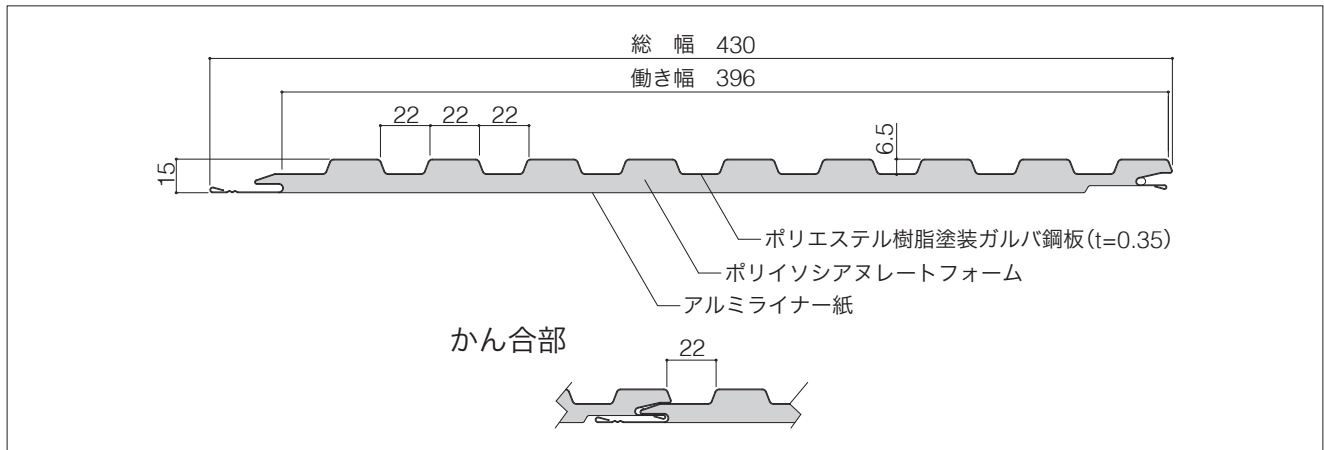 総　幅　430
働き幅　396
22 22 22
6.5
15
ポリエステル樹脂塗装ガルバ鋼板(t=0.35)
ポリイソシアヌレートフォーム
アルミライナー紙
かん合部
22